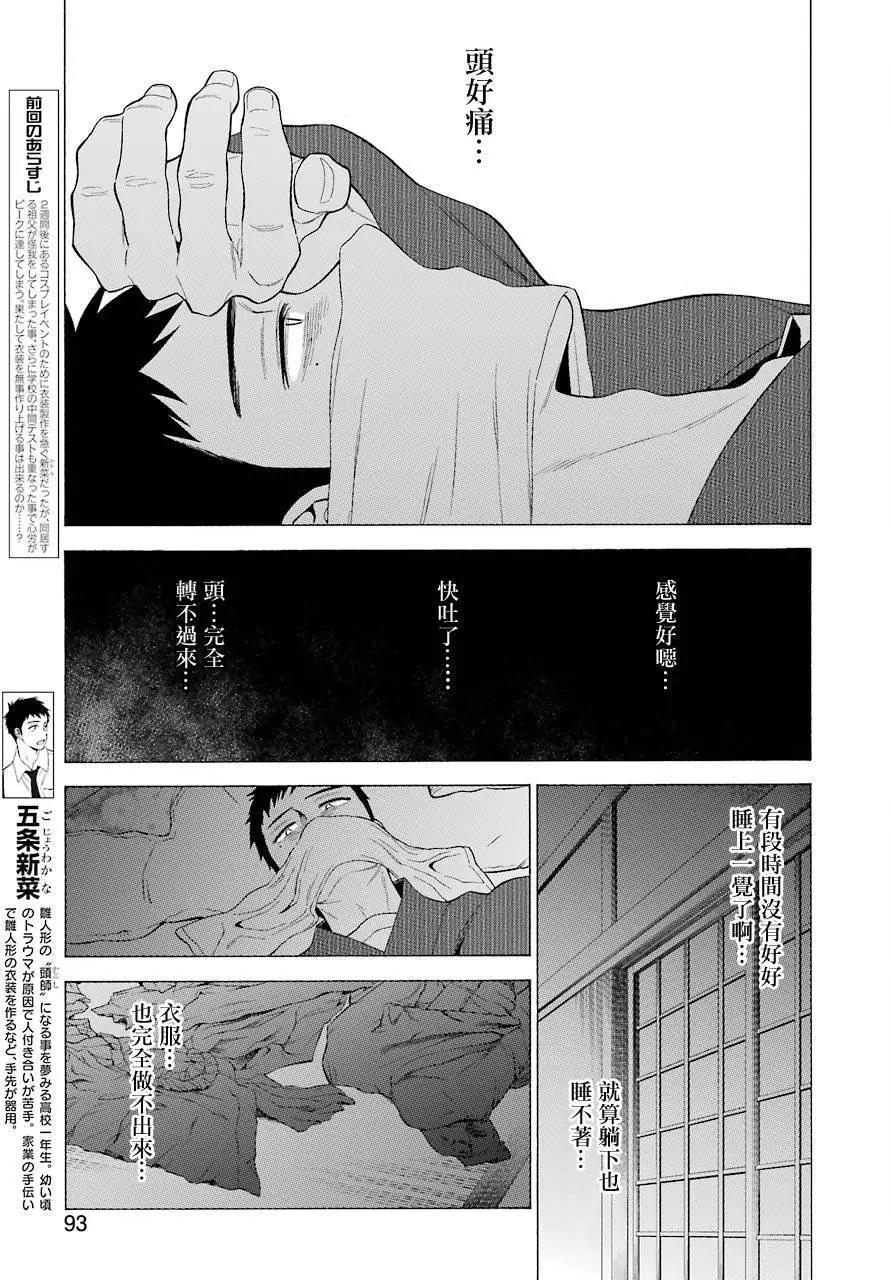 頭好痛…
感覺好噁…
快吐了……
頭…完全
轉不過來…
有段時間沒有好好
睡上一覺了啊…
就算躺下也
睡不著…
衣服…
也完全做不出來…
前回のあらすじ
2週間後にあるコスプレイベントのために衣装製作を急ぐ新菜だったが、同居す
る祖父が怪我をしてしまった事、さらに学校の中間テストも重なった事で心労が
ピークに達してしまう。果たして衣装を無事作り上げる事は出来るのか……?
ごじょうわかな
五条新菜
雛人形の〝頭師〟になる事を夢みる高校一年生。幼い頃
のトラウマが原因で人付き合いが苦手。家業の手伝い
で雛人形の衣装を作るなど、手先が器用。
93